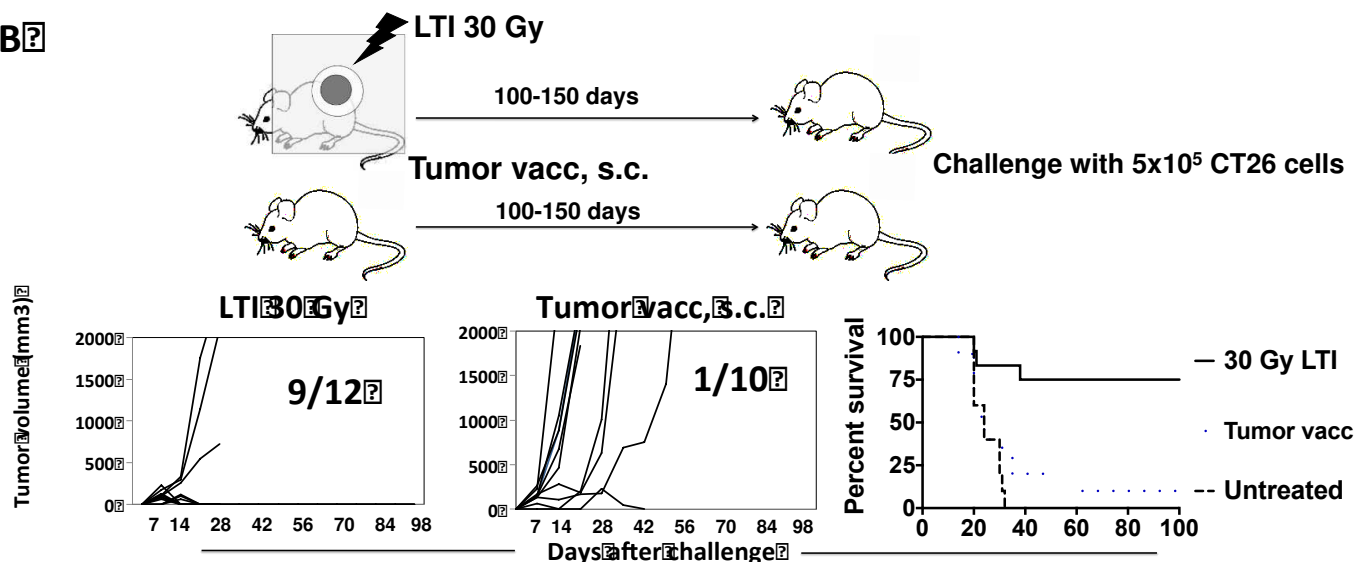 B
LTI 30 Gy
100-150 days
Tumor vacc, s.c.
100-150 days
Challenge with 5x10⁵ CT26 cells
LTI 30 Gy
Tumor volume (mm3)
2000
1500
1000
500
0
9/12
7 14 28 42 56 70 84 98
Tumor vacc, s.c.
2000
1500
1000
500
0
1/10
7 14 28 42 56 70 84 98
Days after challenge
Percent survival
100
75
50
25
0
0 20 40 60 80 100
30 Gy LTI
Tumor vacc
Untreated